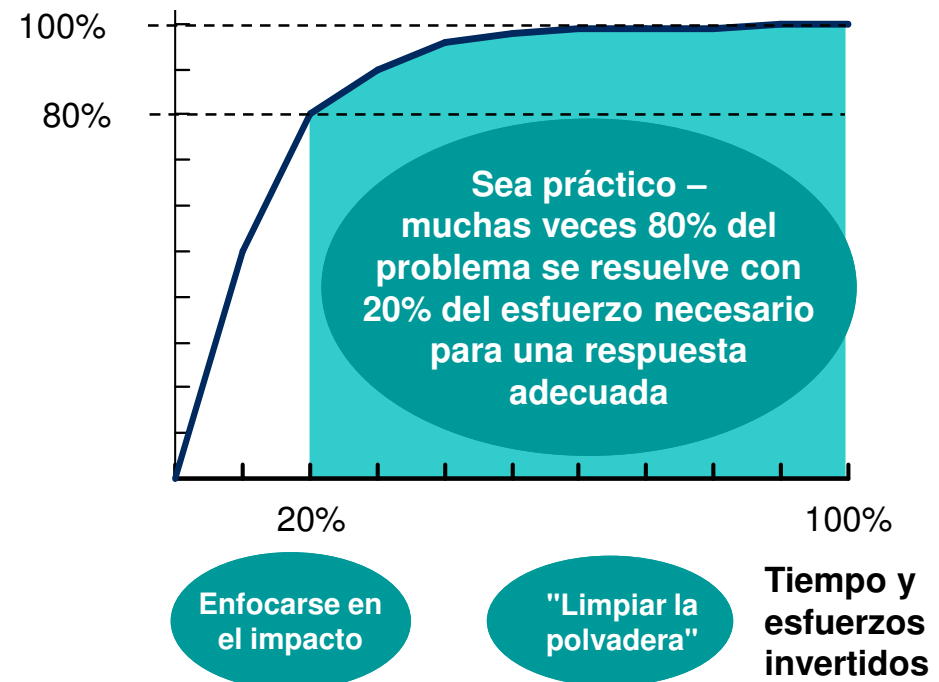 100%
80%
Sea práctico –
muchas veces 80% del
problema se resuelve con
20% del esfuerzo necesario
para una respuesta
adecuada
20%
100%
Enfocarse en
el impacto
"Limpiar la
polvadera"
Tiempo y
esfuerzos
invertidos